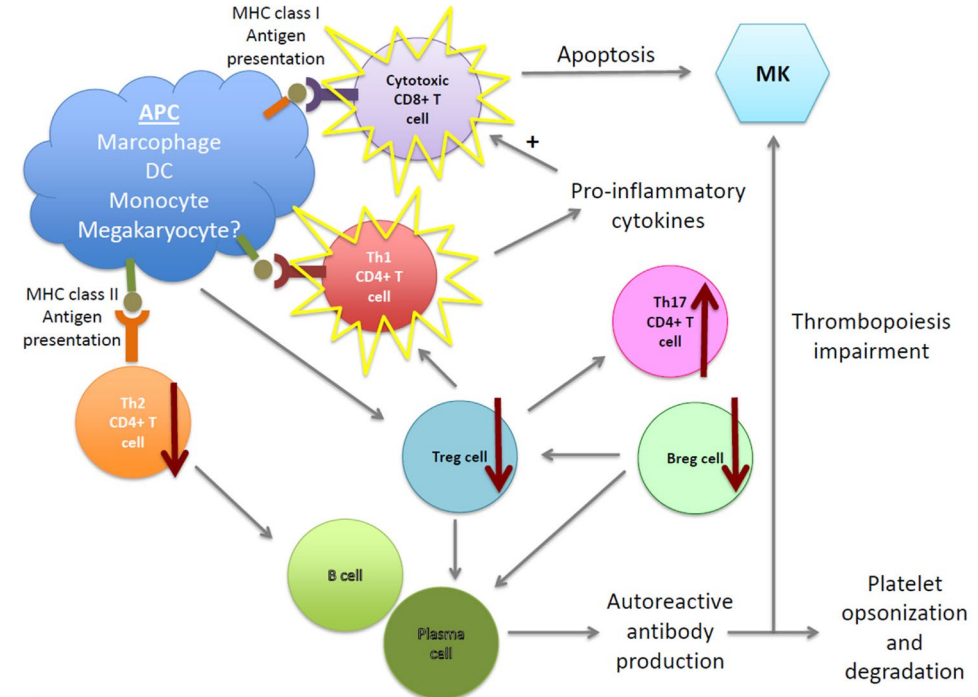 MHC class I
Antigen
presentation
APC
Marcophage
DC
Monocyte
Megakaryocyte?
Cytotoxic
CD8+ T
cell
Apoptosis
MK
+
Pro-inflammatory
cytokines
Th1
CD4+ T
cell
MHC class II
Antigen
presentation
Th17
CD4+ T
cell
Thrombopoiesis
impairment
Th2
CD4+ T
cell
Treg cell
Breg cell
B cell
Plasma
cell
Autoreactive
antibody
production
Platelet
opsonization
and
degradation